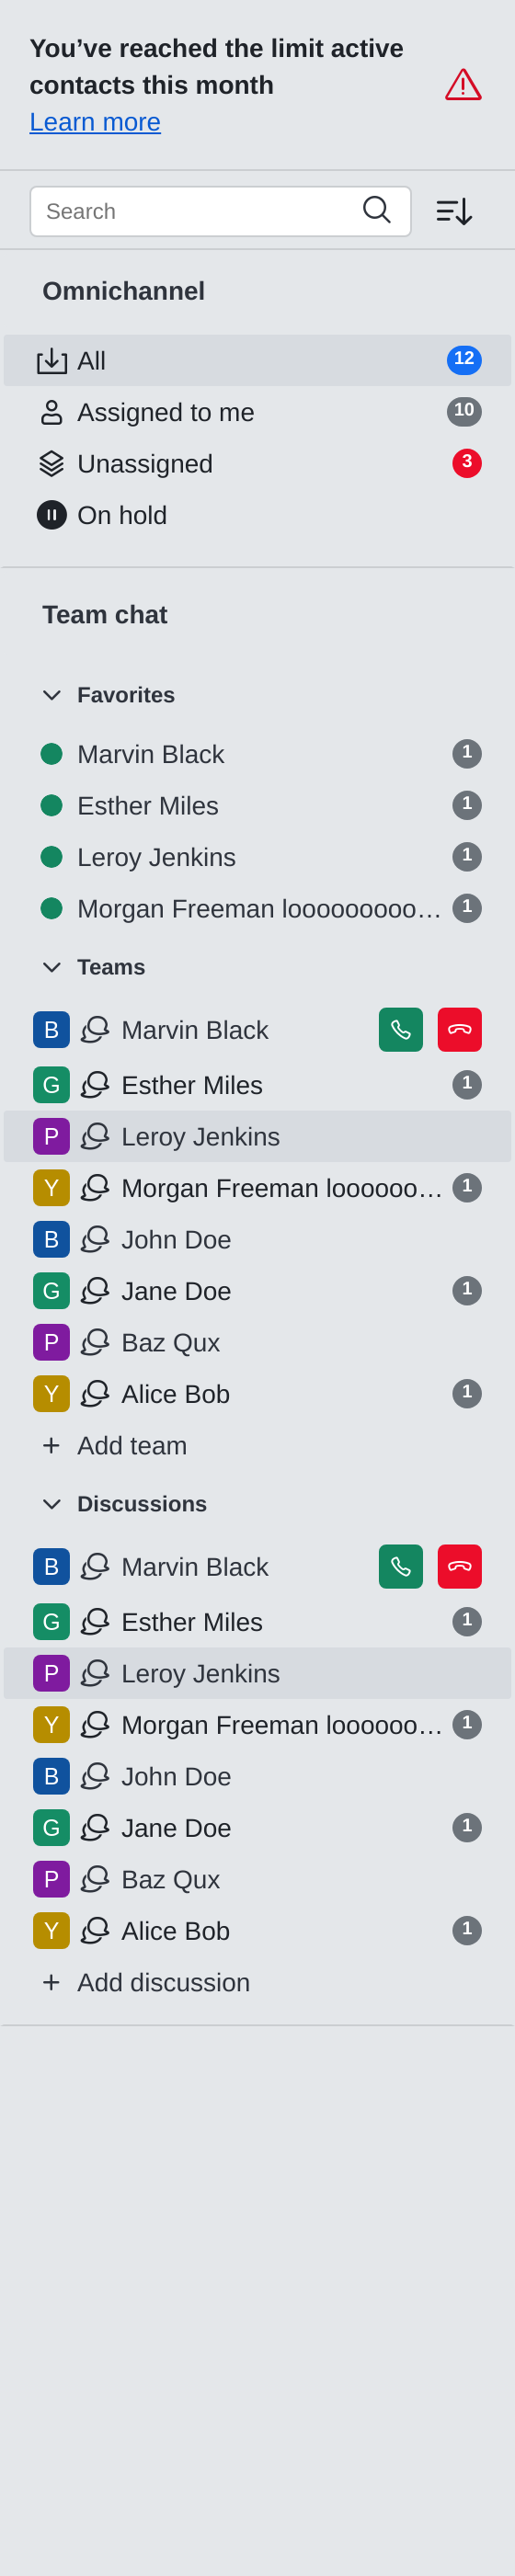 You’ve reached the limit active
contacts this month
Learn more
Search
Omnichannel
All 12
Assigned to me 10
Unassigned 3
On hold
Team chat
Favorites
Marvin Black 1
Esther Miles 1
Leroy Jenkins 1
Morgan Freeman looooooooo… 1
Teams
B Marvin Black
G Esther Miles 1
P Leroy Jenkins
Y Morgan Freeman loooooo… 1
B John Doe
G Jane Doe 1
P Baz Qux
Y Alice Bob 1
Add team
Discussions
B Marvin Black
G Esther Miles 1
P Leroy Jenkins
Y Morgan Freeman loooooo… 1
B John Doe
G Jane Doe 1
P Baz Qux
Y Alice Bob 1
Add discussion